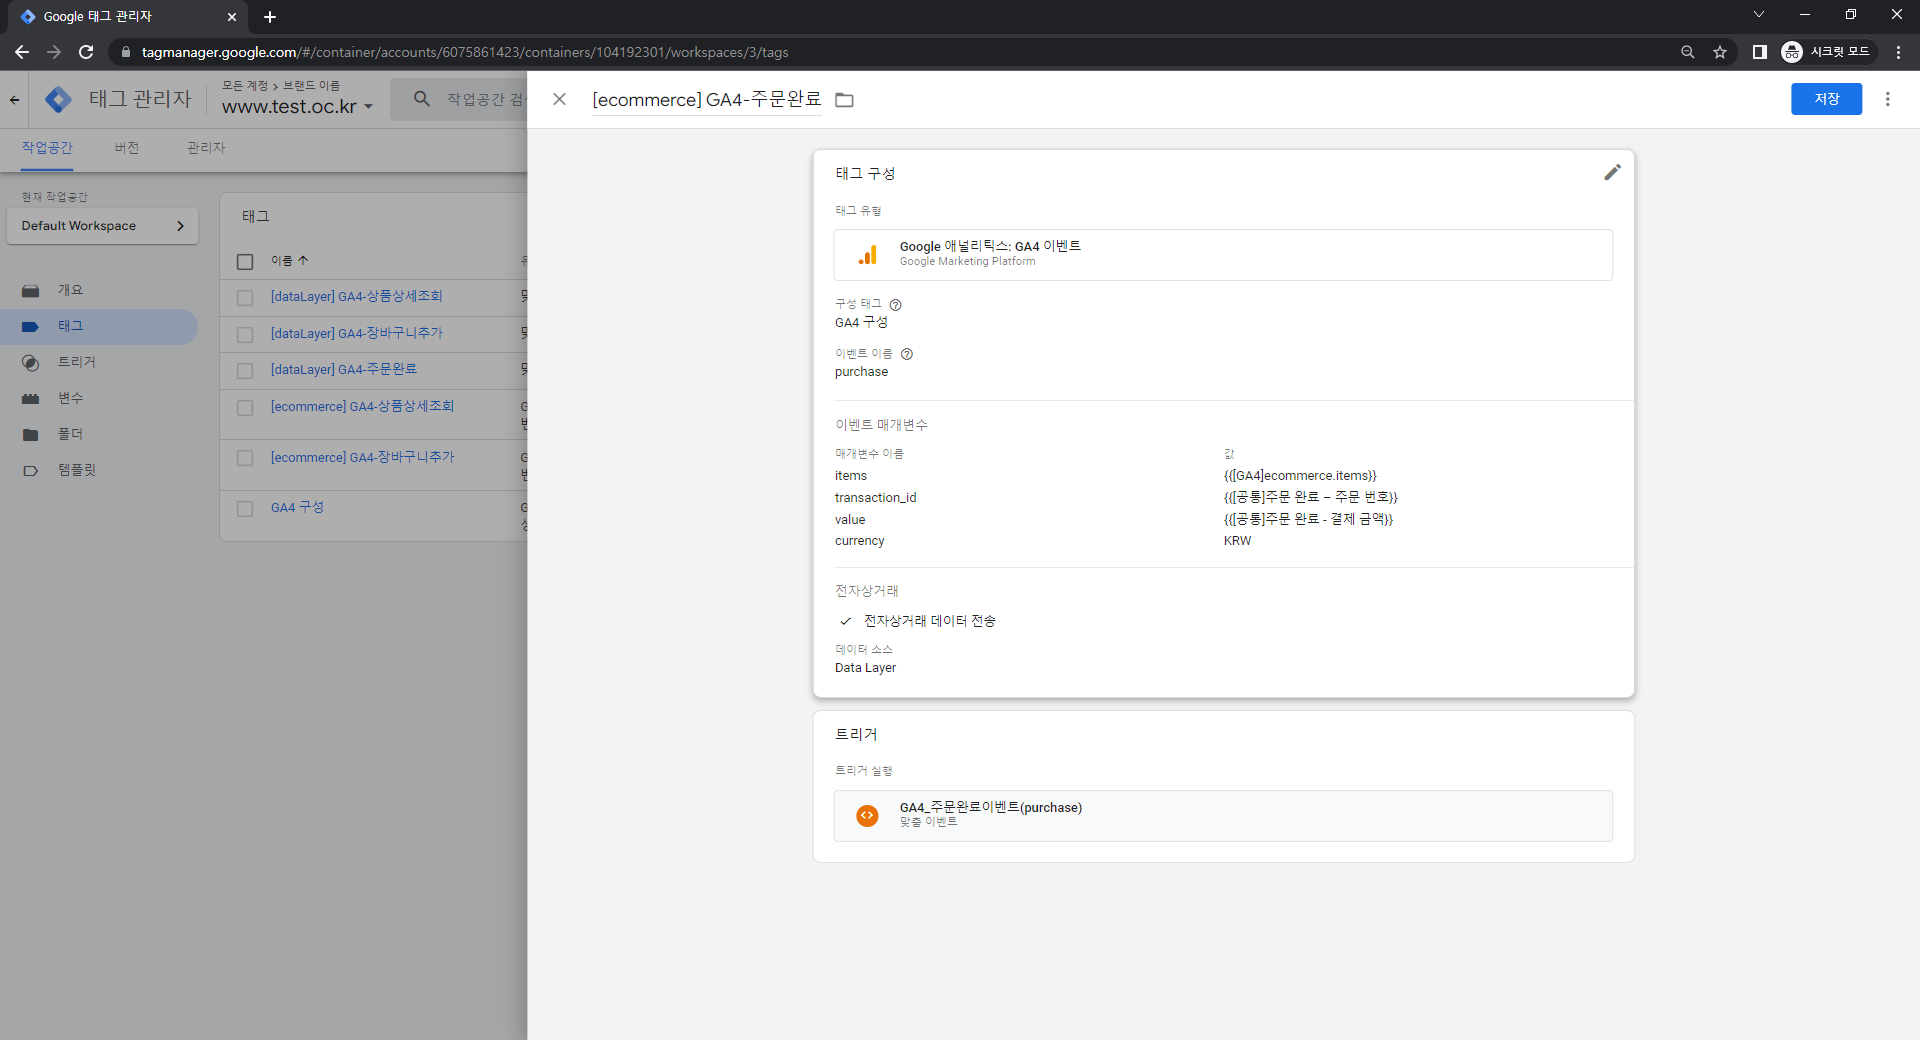 Google 태그 관리자
tagmanager.google.com/#/container/accounts/6075861423/containers/104192301/workspaces/3/tags
시크릿 모드
태그 관리자
모든 계정 > 브랜드 이름
www.test.oc.kr
작업공간 검
[ecommerce] GA4-주문완료
저장
작업공간
버전
관리자
현재 작업공간
Default Workspace
개요
태그
트리거
변수
폴더
템플릿
태그
이름
[dataLayer] GA4-상품상세조회
[dataLayer] GA4-장바구니추가
[dataLayer] GA4-주문완료
[ecommerce] GA4-상품상세조회
[ecommerce] GA4-장바구니추가
GA4 구성
태그 구성
태그 유형
Google 애널리틱스: GA4 이벤트
Google Marketing Platform
구성 태그
GA4 구성
이벤트 이름
purchase
이벤트 매개변수
매개변수 이름 값
items {{[GA4]ecommerce.items}}
transaction_id {{[공통]주문 완료 – 주문 번호}}
value {{[공통]주문 완료 - 결제 금액}}
currency KRW
전자상거래
전자상거래 데이터 전송
데이터 소스
Data Layer
트리거
트리거 실행
GA4_주문완료이벤트(purchase)
맞춤 이벤트